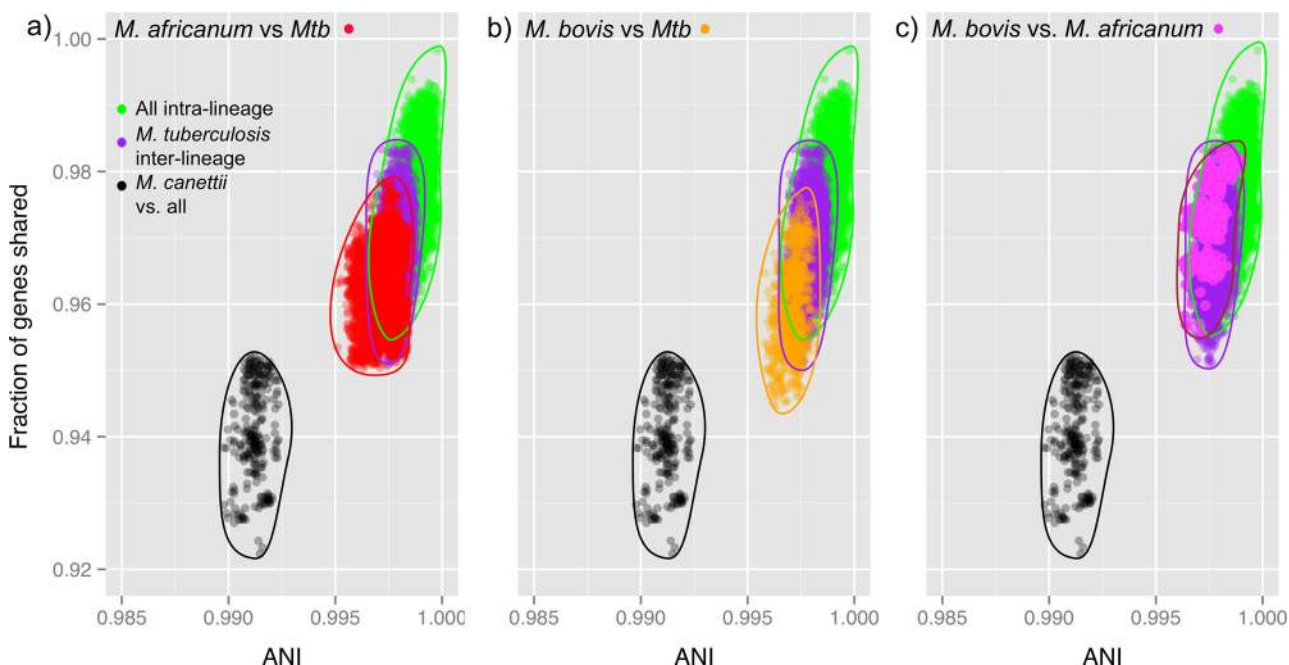 a) M. africanum vs Mtb
b) M. bovis vs Mtb
c) M. bovis vs. M. africanum
All intra-lineage
M. tuberculosis
inter-lineage
M. canettii
vs. all
Fraction of genes shared
1.00
0.98
0.96
0.94
0.92
0.985 0.990 0.995 1.000
0.985 0.990 0.995 1.000
0.985 0.990 0.995 1.000
ANI
ANI
ANI